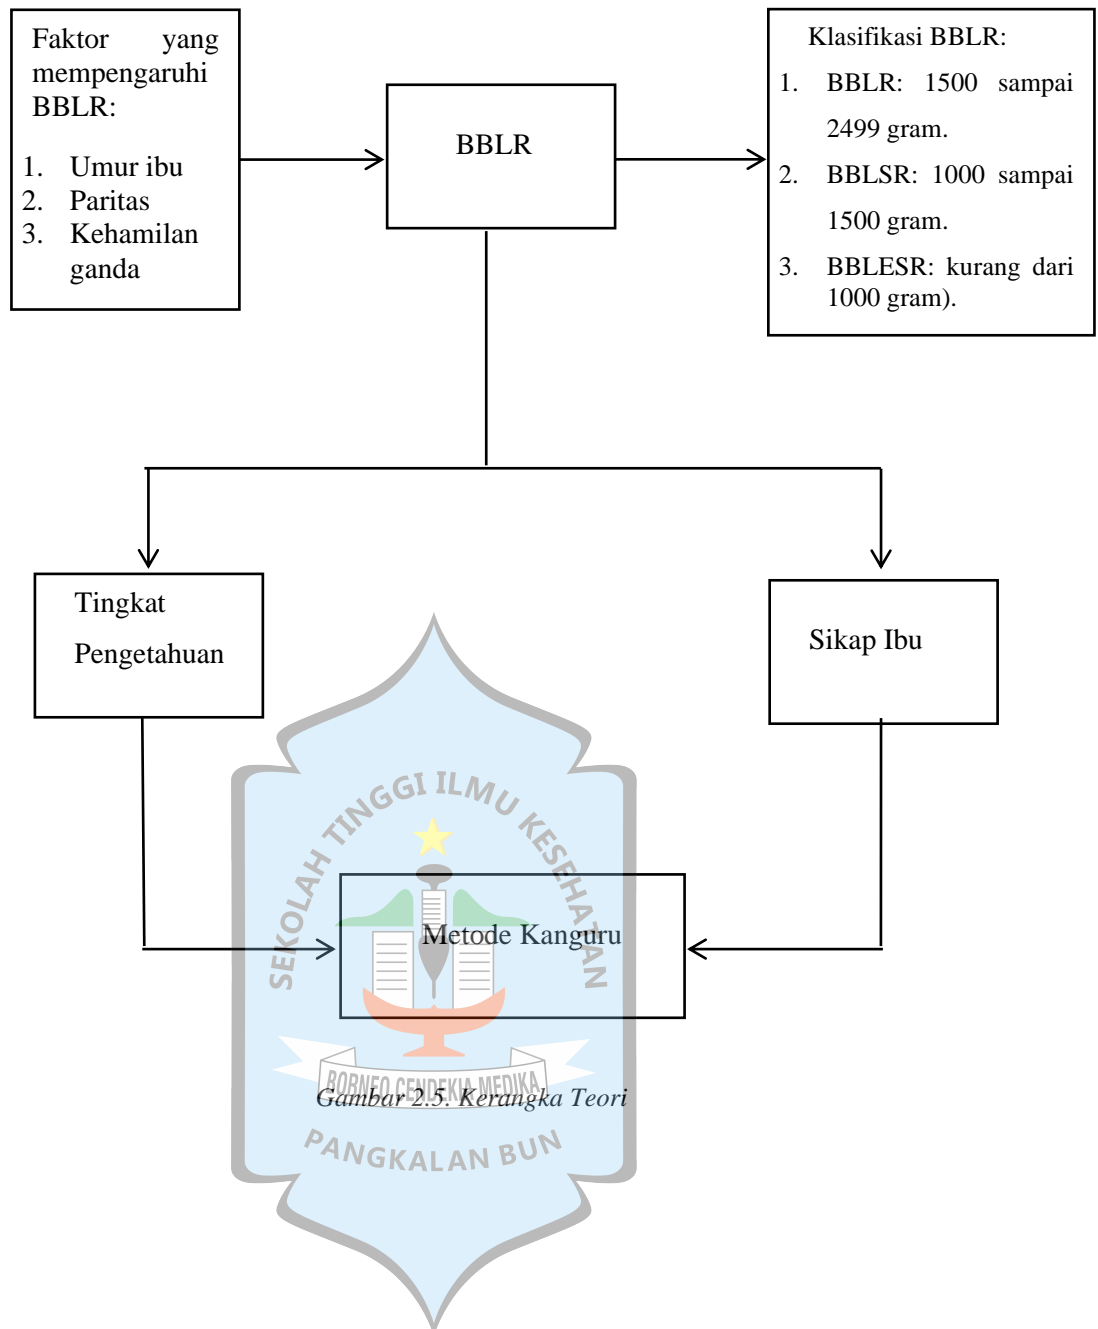 Faktor yang
mempengaruhi
BBLR:
1. Umur ibu
2. Paritas
3. Kehamilan
ganda
BBLR
Klasifikasi BBLR:
1. BBLR: 1500 sampai
2499 gram.
2. BBLSR: 1000 sampai
1500 gram.
3. BBLESR: kurang dari
1000 gram).
Tingkat
Pengetahuan
Sikap Ibu
SEKOLAH TINGGI ILMU KESEHATAN
Metode Kanguru
BORNEO CENDEKIA MEDIKA
Gambar 2.5. Kerangka Teori
PANGKALAN BUN